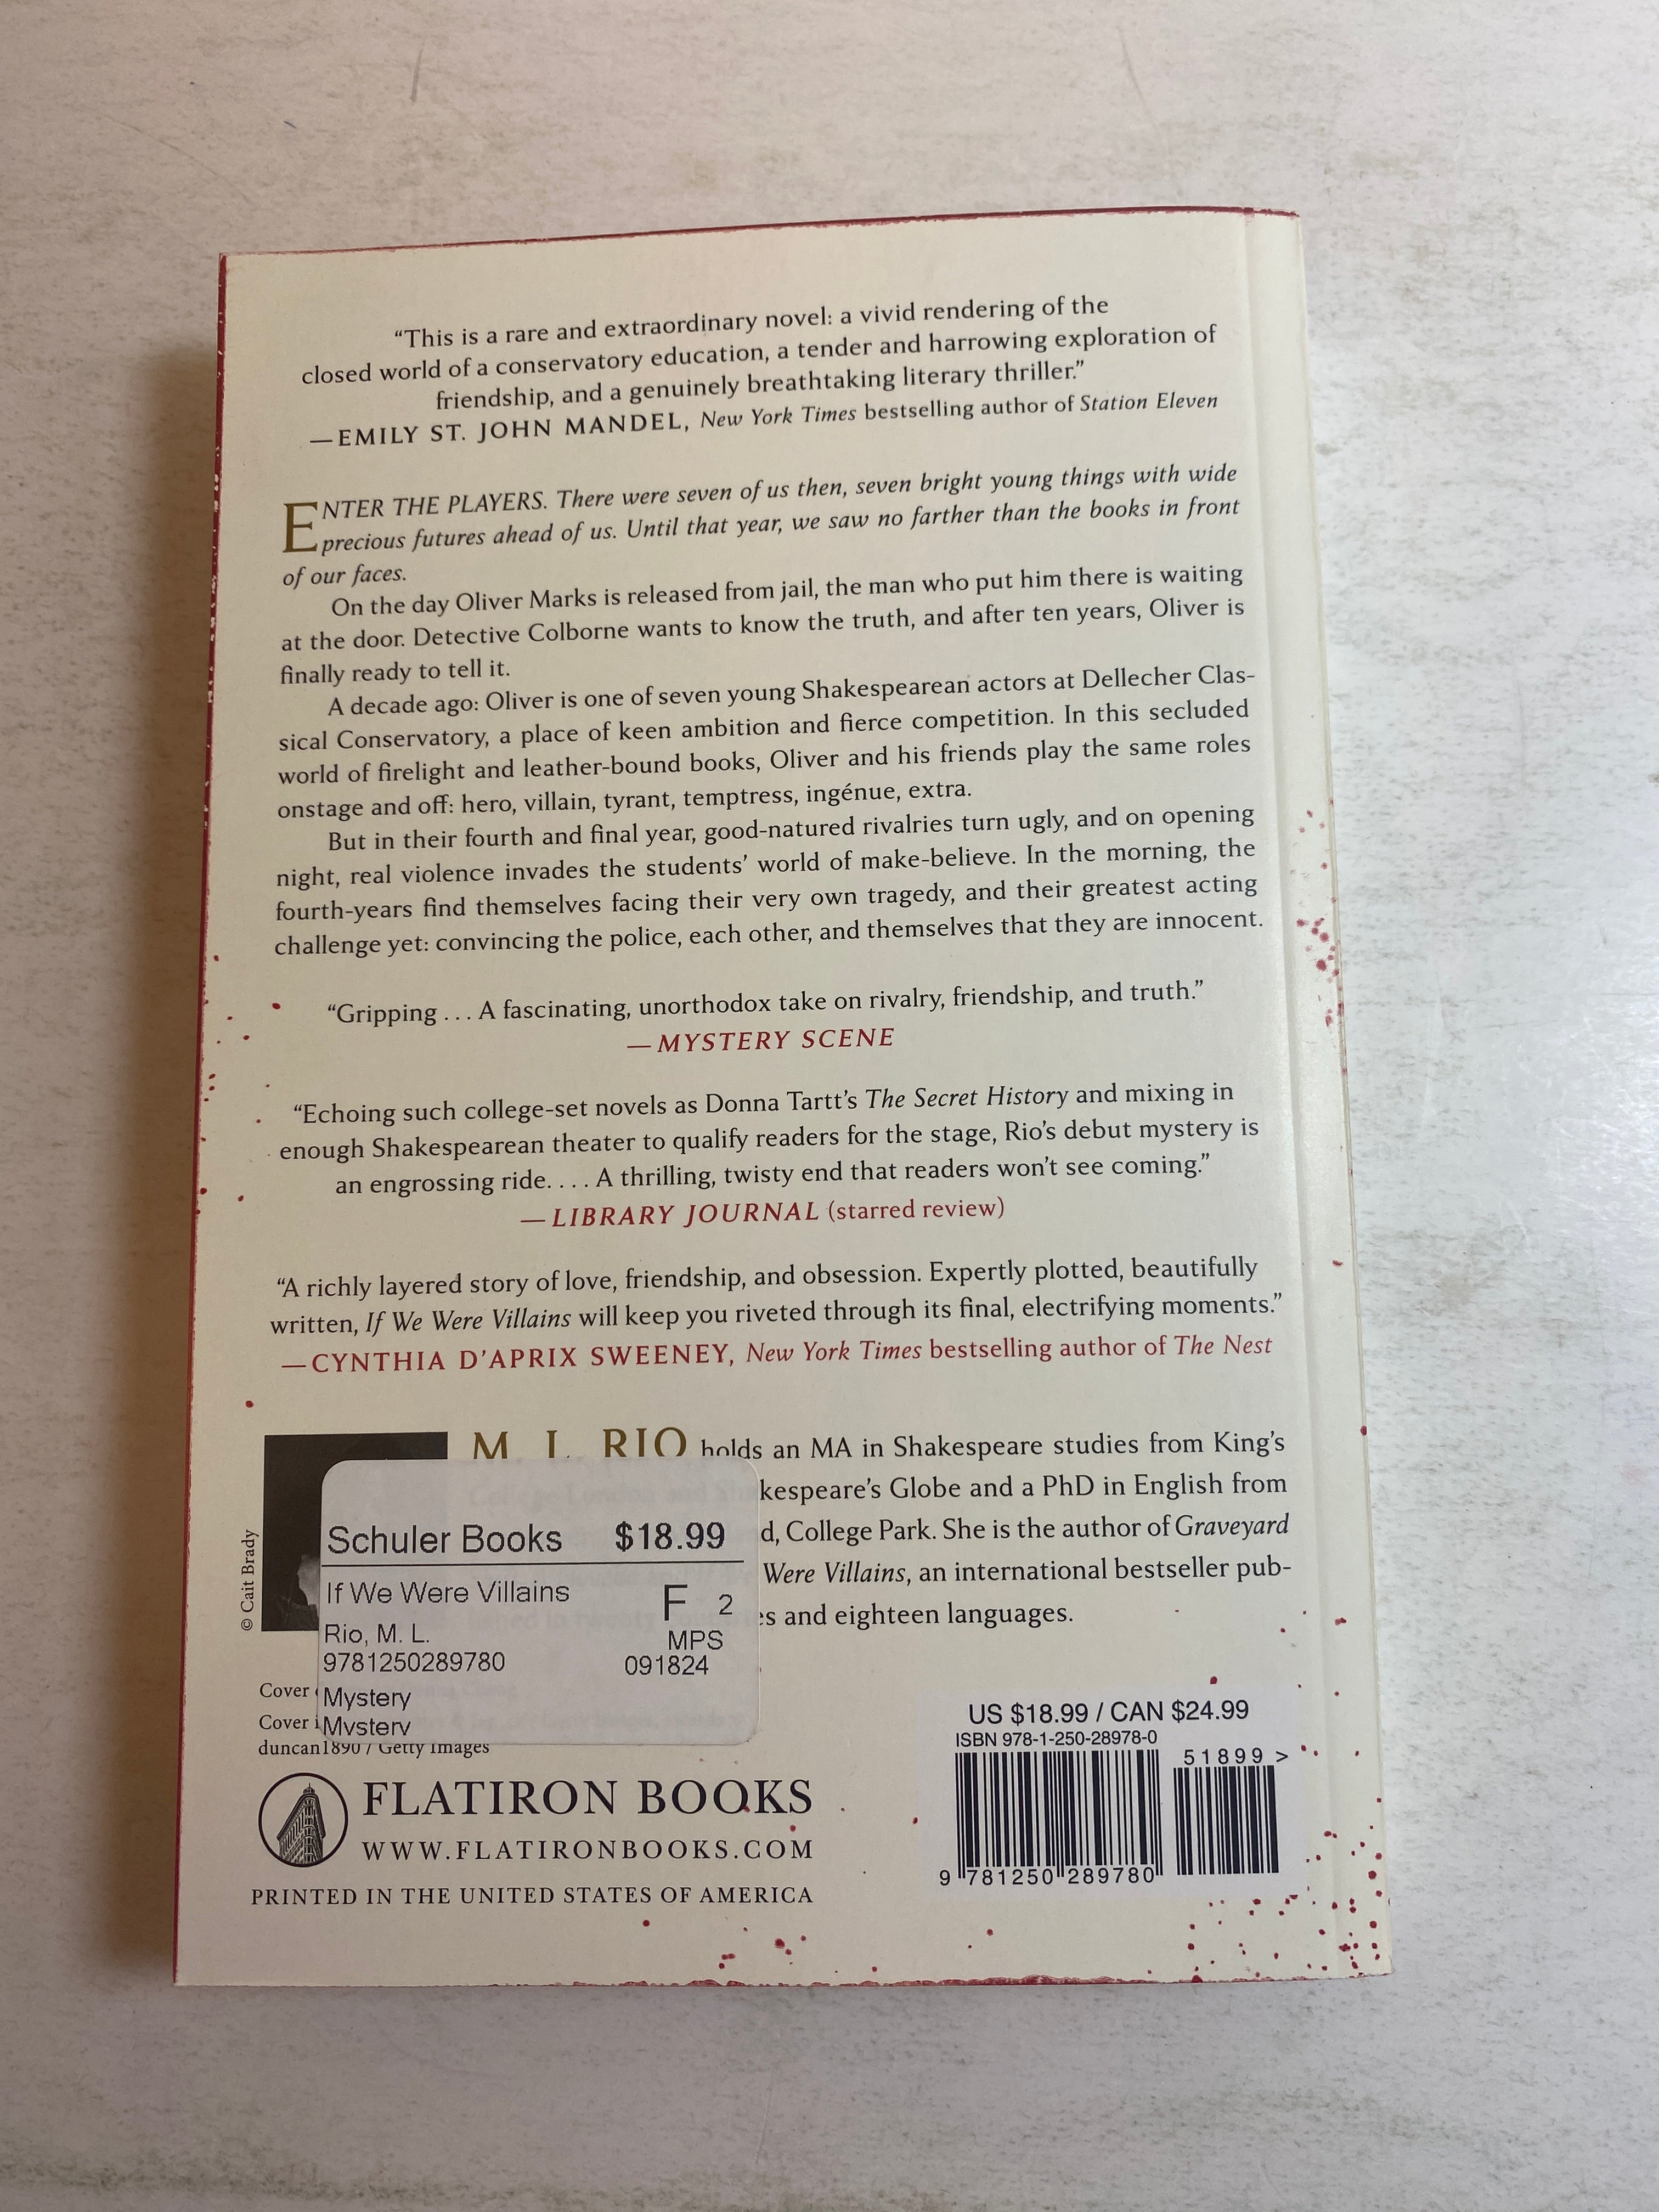 “This is a rare and extraordinary novel: a vivid rendering of the
closed world of a conservatory education, a tender and harrowing exploration of
friendship, and a genuinely breathtaking literary thriller.”
—EMILY ST. JOHN MANDEL, New York Times bestselling author of Station Eleven
ENTER THE PLAYERS. There were seven of us then, seven bright young things with wide
precious futures ahead of us. Until that year, we saw no farther than the books in front
of our faces.
On the day Oliver Marks is released from jail, the man who put him there is waiting
at the door. Detective Colborne wants to know the truth, and after ten years, Oliver is
finally ready to tell it.
A decade ago: Oliver is one of seven young Shakespearean actors at Dellecher Clas-
sical Conservatory, a place of keen ambition and fierce competition. In this secluded
world of firelight and leather-bound books, Oliver and his friends play the same roles
onstage and off: hero, villain, tyrant, temptress, ingénue, extra.
But in their fourth and final year, good-natured rivalries turn ugly, and on opening
night, real violence invades the students’ world of make-believe. In the morning, the
fourth-years find themselves facing their very own tragedy, and their greatest acting
challenge yet: convincing the police, each other, and themselves that they are innocent.
“Gripping . . . A fascinating, unorthodox take on rivalry, friendship, and truth.”
—MYSTERY SCENE
“Echoing such college-set novels as Donna Tartt’s The Secret History and mixing in
enough Shakespearean theater to qualify readers for the stage, Rio’s debut mystery is
an engrossing ride. . . . A thrilling, twisty end that readers won’t see coming.”
—LIBRARY JOURNAL (starred review)
“A richly layered story of love, friendship, and obsession. Expertly plotted, beautifully
written, If We Were Villains will keep you riveted through its final, electrifying moments.”
—CYNTHIA D’APRIX SWEENEY, New York Times bestselling author of The Nest
M. L. RIO holds an MA in Shakespeare studies from King’s
kespeare’s Globe and a PhD in English from
d, College Park. She is the author of Graveyard
Were Villains, an international bestseller pub-
es and eighteen languages.
© Cait Brady
Schuler Books $18.99
If We Were Villains F 2
Rio, M. L. MPS
9781250289780 091824
Mystery
Mystery
Cover
Cover
duncan1890 / Getty Images
FLATIRON BOOKS
WWW.FLATIRONBOOKS.COM
PRINTED IN THE UNITED STATES OF AMERICA
US $18.99 / CAN $24.99
ISBN 978-1-250-28978-0
51899 >
9 781250 289780